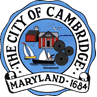 THE CITY OF CAMBRIDGE
MARYLAND-1684